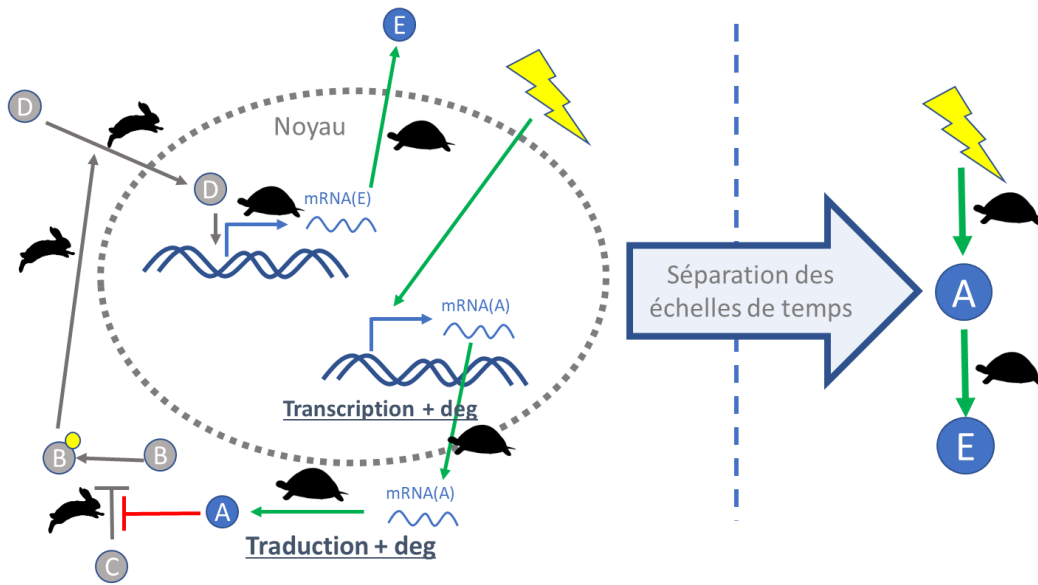 E
D
Noyau
D
mRNA(E)
mRNA(A)
Transcription + deg
B
B
mRNA(A)
A
Traduction + deg
C
Séparation des
échelles de temps
A
E